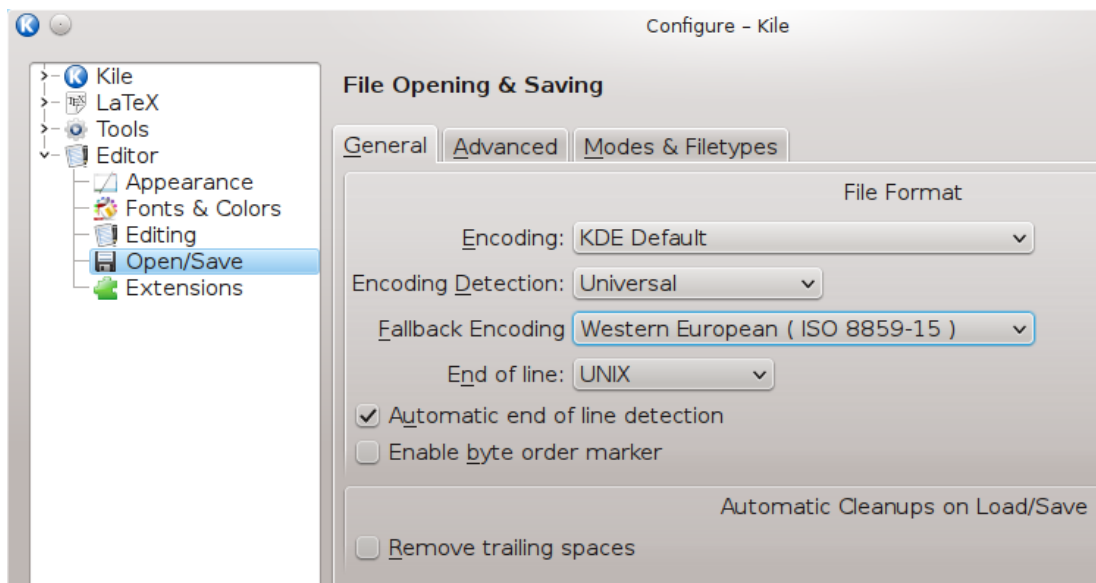 Configure – Kile
Kile
LaTeX
Tools
Editor
Appearance
Fonts & Colors
Editing
Open/Save
Extensions
File Opening & Saving
General Advanced Modes & Filetypes
File Format
Encoding: KDE Default
Encoding Detection: Universal
Fallback Encoding Western European ( ISO 8859-15 )
End of line: UNIX
Automatic end of line detection
Enable byte order marker
Automatic Cleanups on Load/Save
Remove trailing spaces